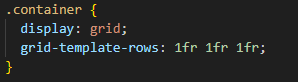 .container {
  display: grid;
  grid-template-rows: 1fr 1fr 1fr;
}